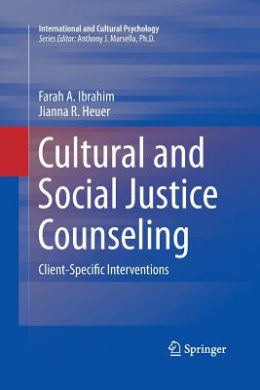 International and Cultural Psychology
Series Editor: Anthony J. Marsella, Ph.D.
Farah A. Ibrahim
Jianna R. Heuer
Cultural and
Social Justice
Counseling
Client-Specific Interventions
Springer